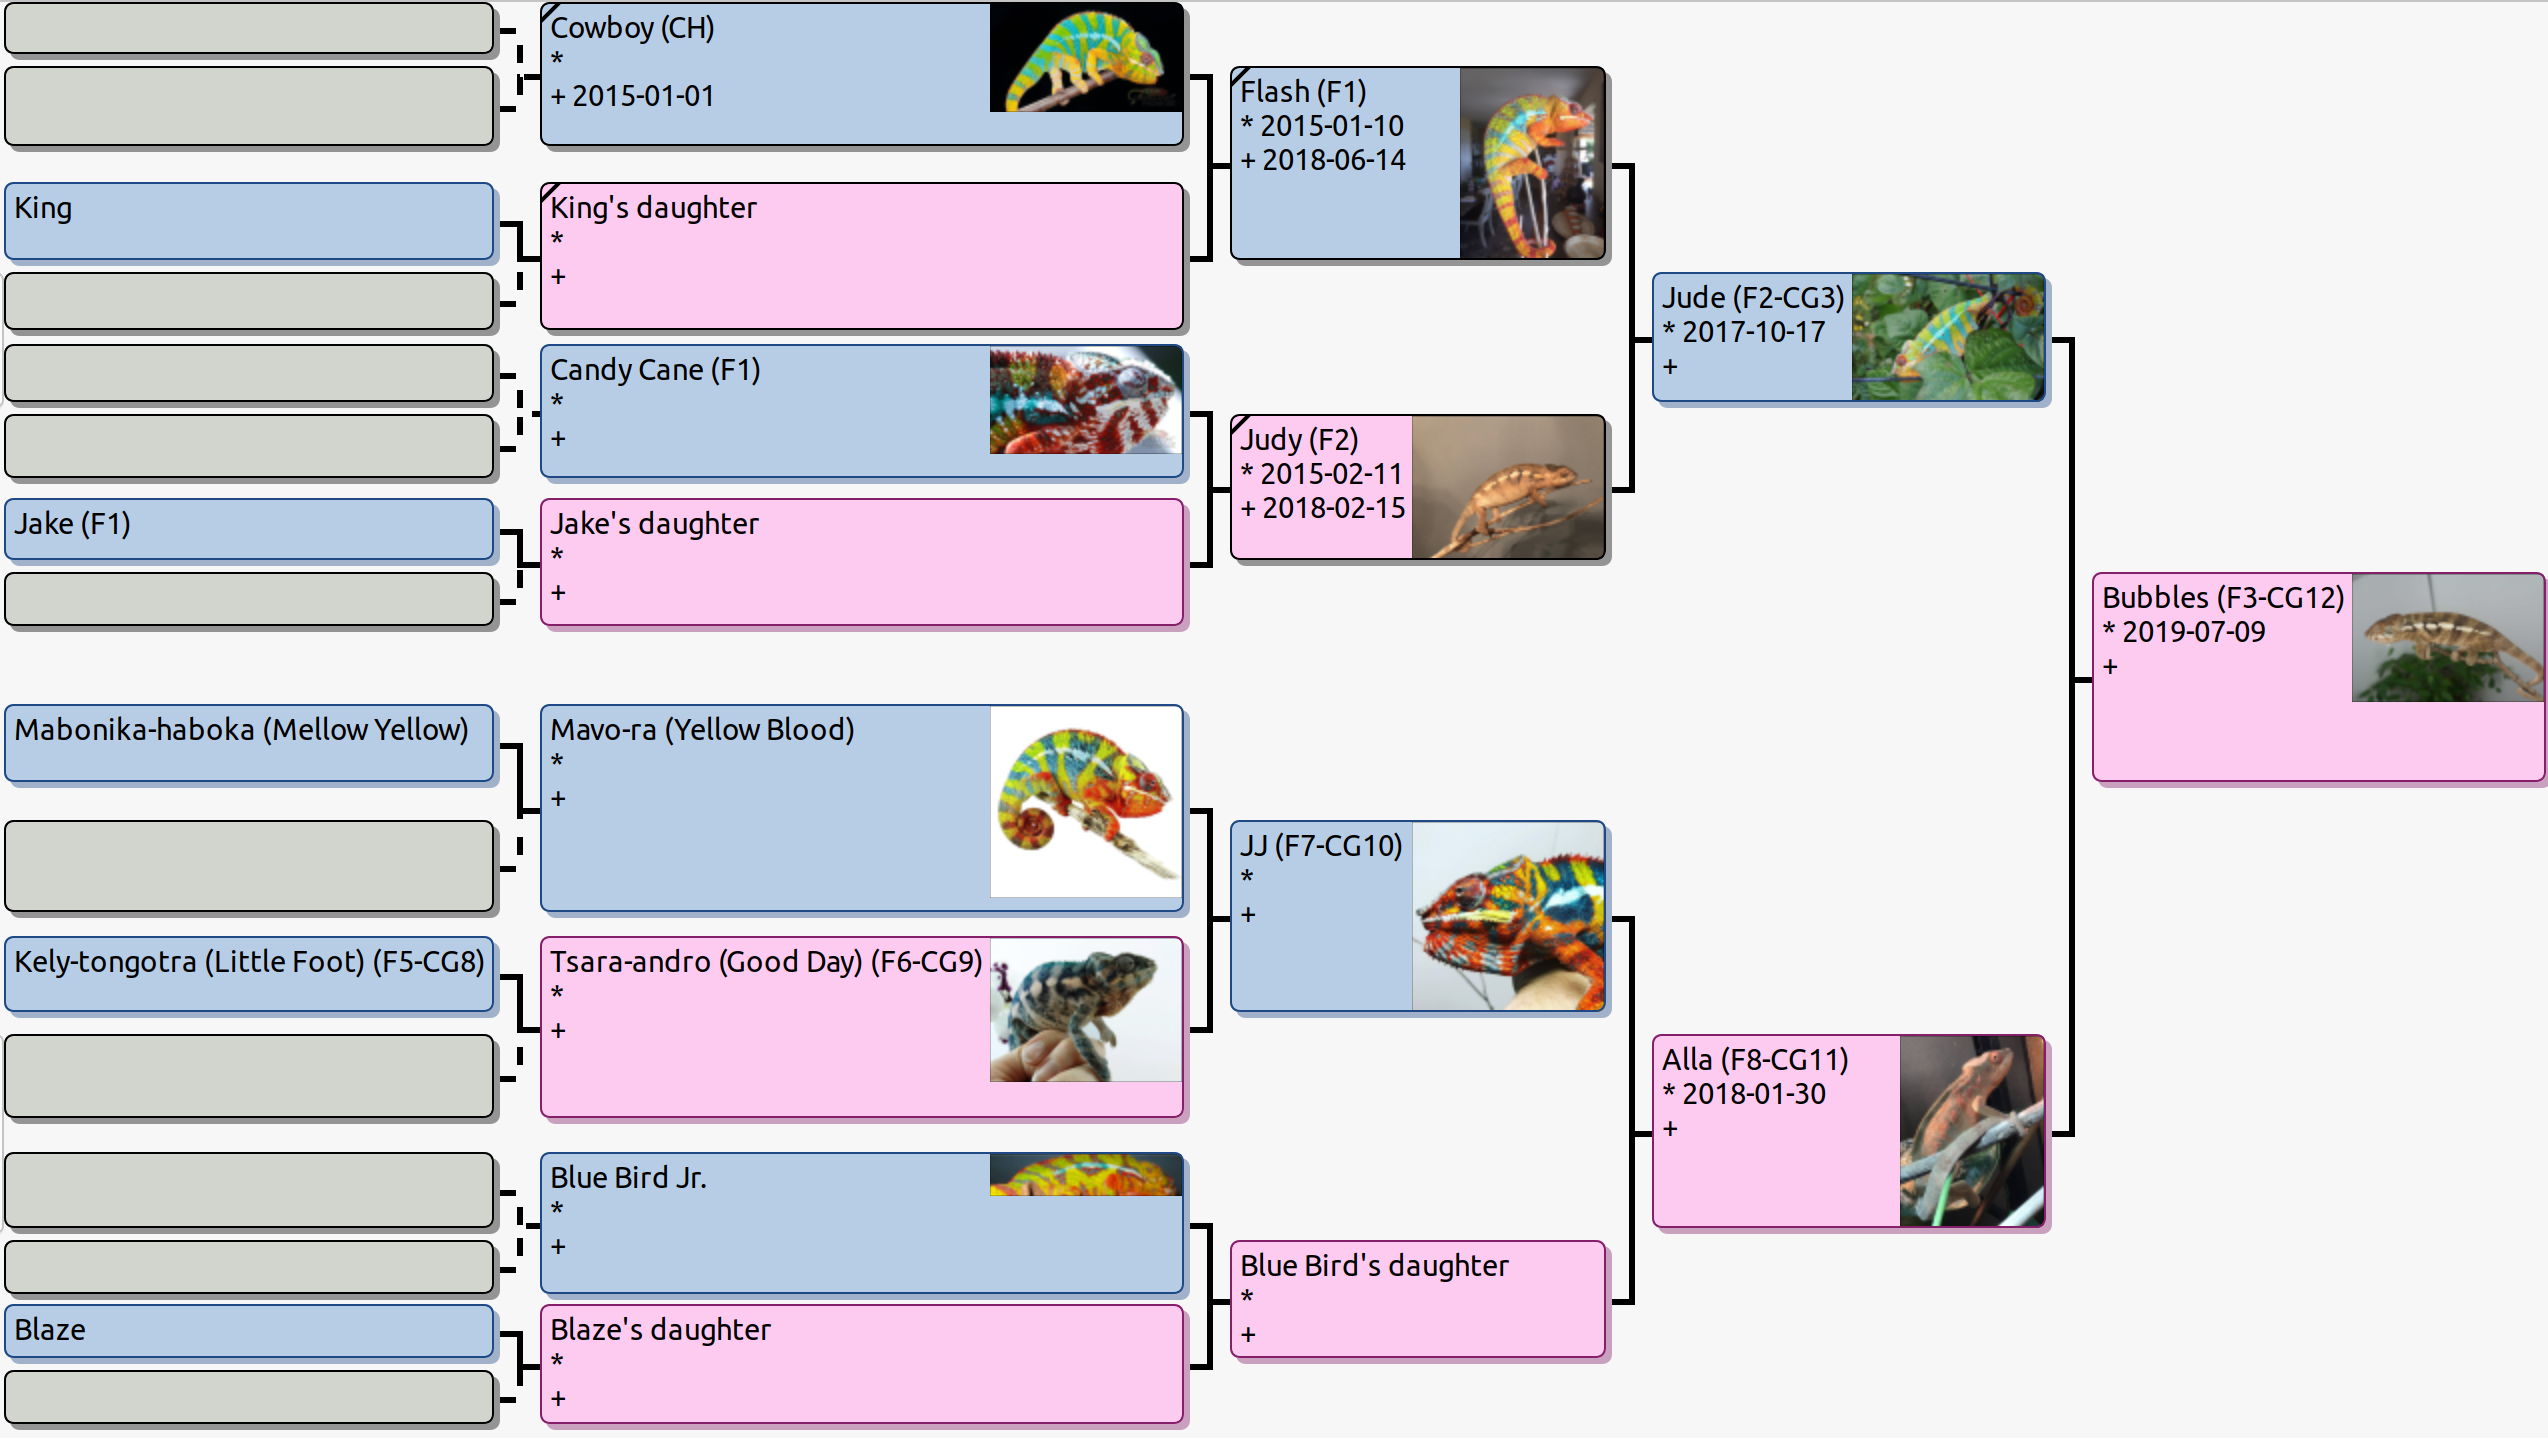 Cowboy (CH)
*
+ 2015-01-01
King
King's daughter
*
+
Candy Cane (F1)
*
+
Jake (F1)
Jake's daughter
*
+
Mabonika-haboka (Mellow Yellow)
Mavo-ra (Yellow Blood)
*
+
Kely-tongotra (Little Foot) (F5-CG8)
Tsara-andro (Good Day) (F6-CG9)
*
+
Blue Bird Jr.
*
+
Blaze
Blaze's daughter
*
+
Flash (F1)
* 2015-01-10
+ 2018-06-14
Judy (F2)
* 2015-02-11
+ 2018-02-15
JJ (F7-CG10)
*
+
Blue Bird's daughter
*
+
Jude (F2-CG3)
* 2017-10-17
+
Alla (F8-CG11)
* 2018-01-30
+
Bubbles (F3-CG12)
* 2019-07-09
+